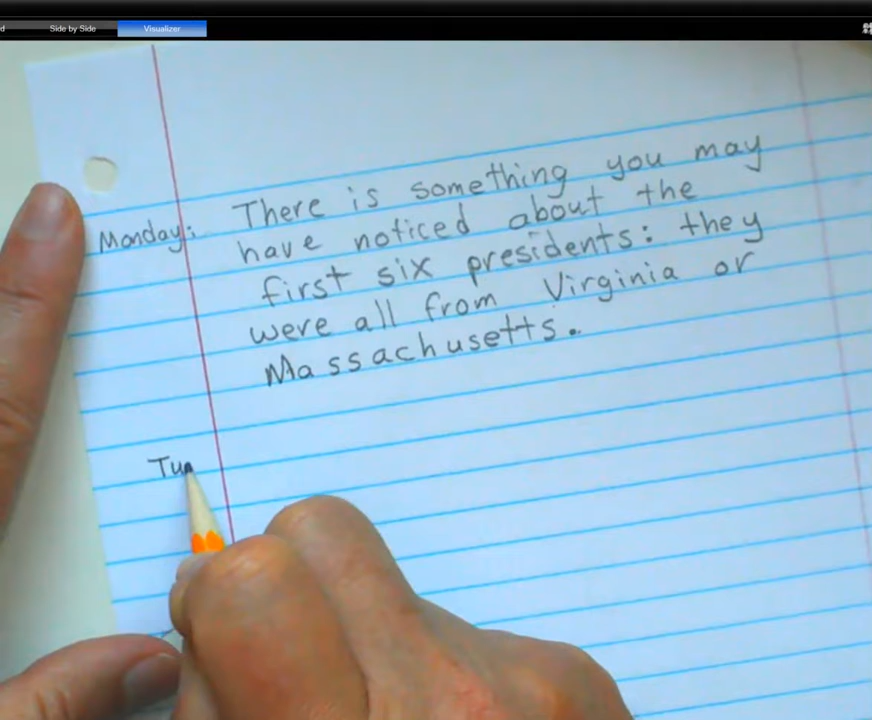 Side by Side Visualizer
Monday: There is something you may
have noticed about the
first six presidents: they
were all from Virginia or
Massachusetts.
Tu